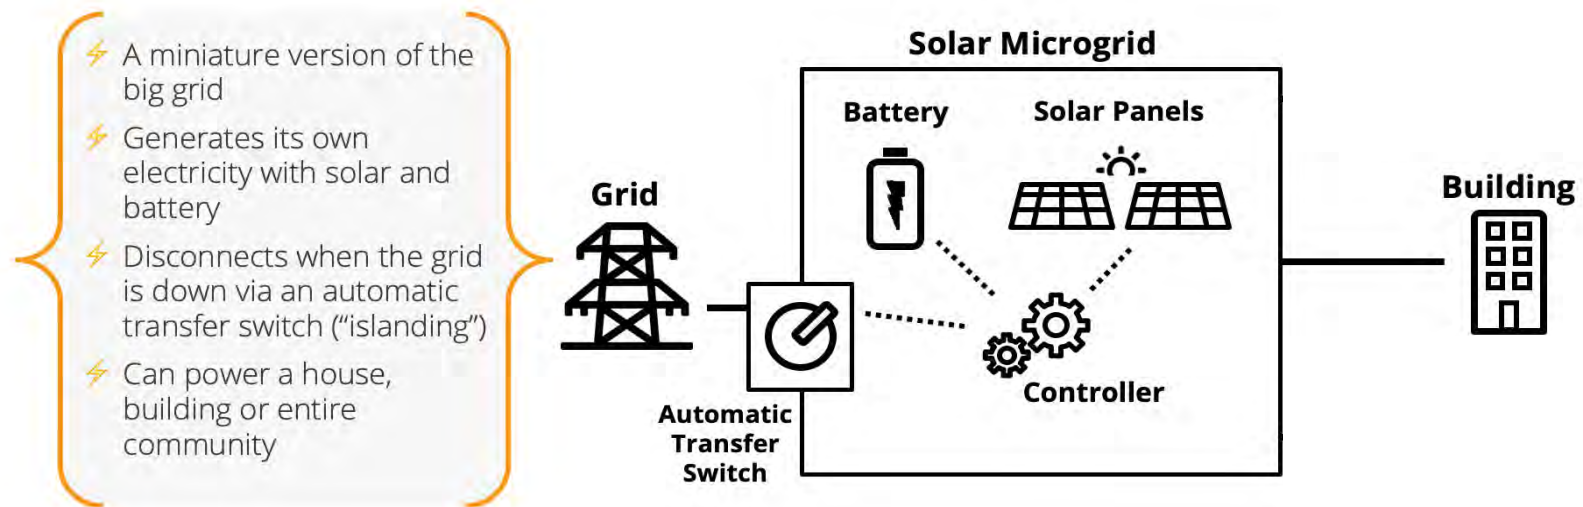 A miniature version of the
big grid
Generates its own
electricity with solar and
battery
Disconnects when the grid
is down via an automatic
transfer switch (“islanding”)
Can power a house,
building or entire
community
Solar Microgrid
Battery
Solar Panels
Grid
Building
Controller
Automatic
Transfer
Switch